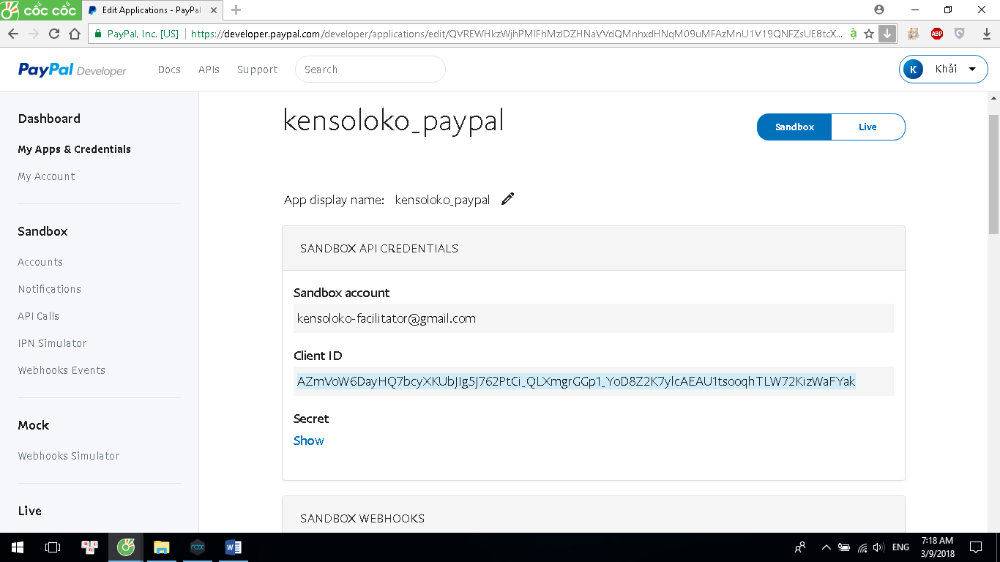 cốc cốc
Edit Applications - PayPal
PayPal, Inc. [US]
https://developer.paypal.com/developer/applications/edit/QVREWHkzWjhPMlFhMzlDZHNaVVdQMnhxdHNqM09uMFAzMnU1V19QNFZsUE8tcX...
ABP
PayPal Developer
Docs
APIs
Support
Search
K
Khải
Dashboard
My Apps & Credentials
My Account
Sandbox
Accounts
Notifications
API Calls
IPN Simulator
Webhooks Events
Mock
Webhooks Simulator
Live
kensoloko_paypal
Sandbox
Live
App display name: kensoloko_paypal
SANDBOX API CREDENTIALS
Sandbox account
kensoloko-facilitator@gmail.com
Client ID
AZmVoW6DayHQ7bcyXKUbJIg5J762PtCi_QLXmgrGGp1_YoD8Z2K7ylcAEAU1tsooqhTLW72KizWaFYak
Secret
Show
SANDBOX WEBHOOKS
nox
ENG
7:18 AM
3/9/2018